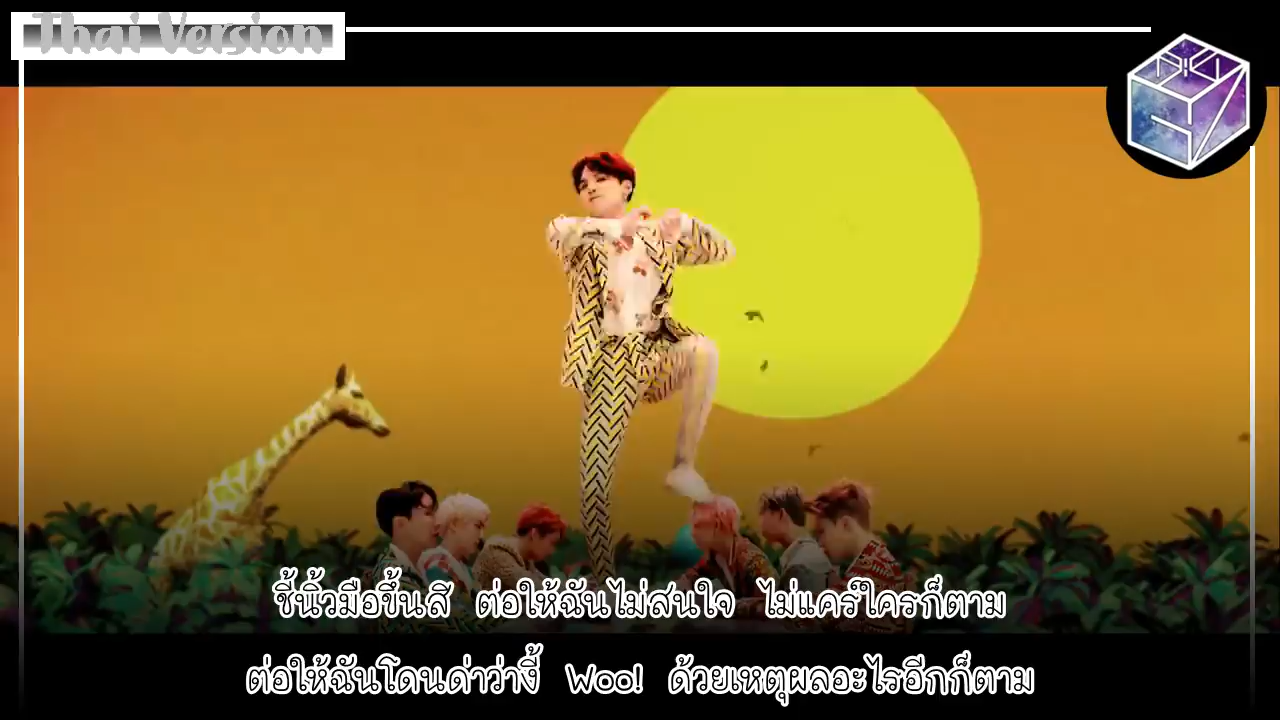 Thai Version
ชี้นิ้วมือขึ้นสิ ต่อให้ฉันไม่สนใจ ไม่แคร์ใครก็ตาม
ต่อให้ฉันโดนด่าว่างี้ Woo! ด้วยเหตุผลอะไรอีกก็ตาม